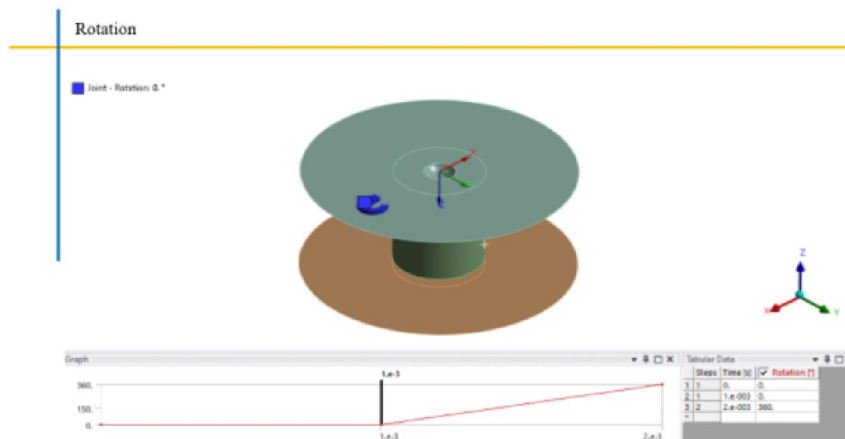 Rotation
Joint - Rotation: 0. °
X
Z
X
Y
Graph
1.e-3
360.
150.
0.
1.e-3
2.e-3
Tabular Data
Steps Time [s] Rotation [°]
1 1 0. 0.
2 1 1.e-003 0.
3 2 2.e-003 360.
*